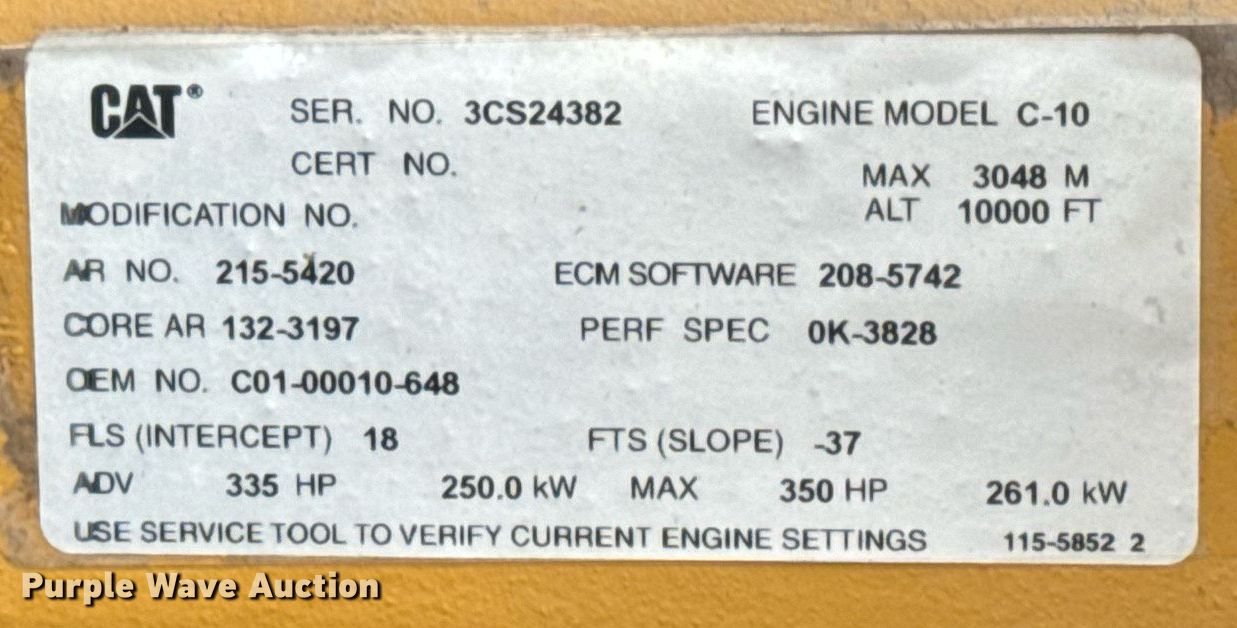 CAT® SER. NO. 3CS24382 ENGINE MODEL C-10
CERT NO.
MAX 3048 M
MODIFICATION NO.
ALT 10000 FT
AR NO. 215-5420 ECM SOFTWARE 208-5742
CORE AR 132-3197 PERF SPEC 0K-3828
OEM NO. C01-00010-648
FLS (INTERCEPT) 18 FTS (SLOPE) -37
ADV 335 HP 250.0 kW MAX 350 HP 261.0 kW
USE SERVICE TOOL TO VERIFY CURRENT ENGINE SETTINGS 115-5852 2
Purple Wave Auction